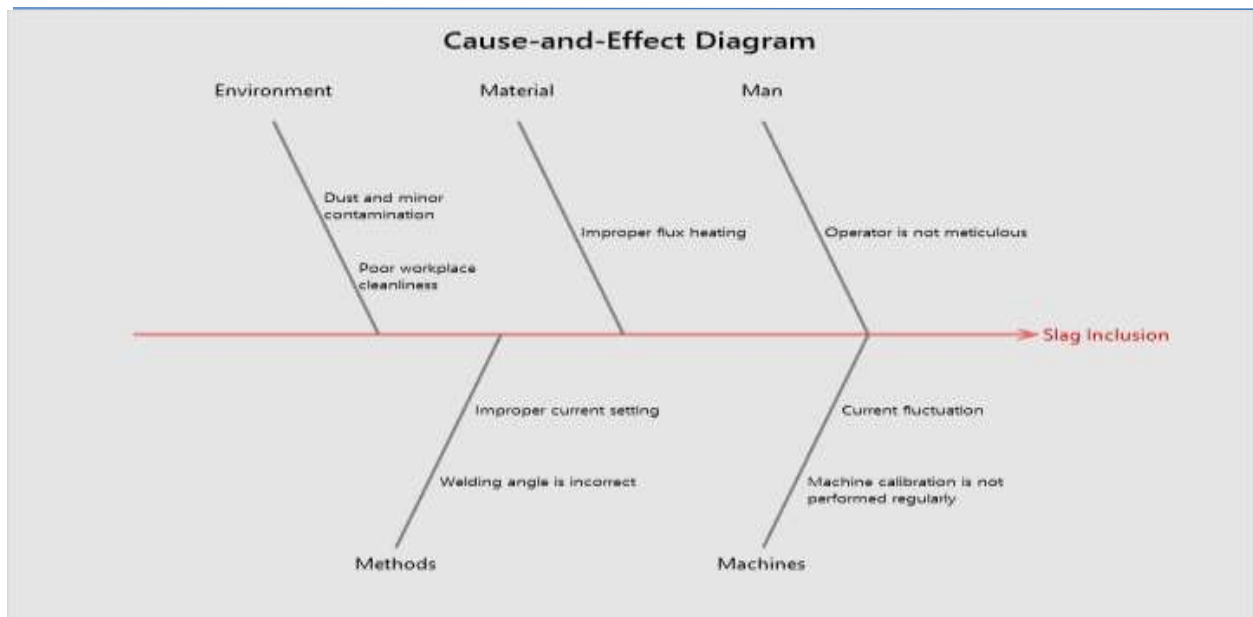 Cause-and-Effect Diagram
Environment
Material
Man
Dust and minor
contamination
Improper flux heating
Operator is not meticulous
Poor workplace
cleanliness
Slag Inclusion
Improper current setting
Current fluctuation
Welding angle is incorrect
Machine calibration is not
performed regularly
Methods
Machines